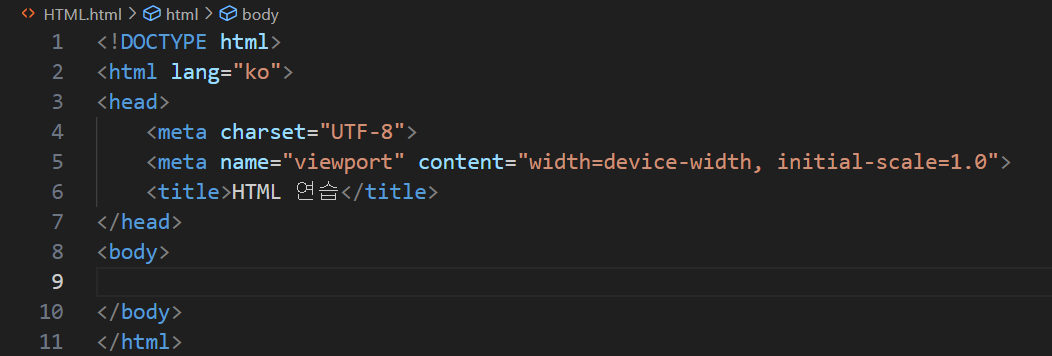 HTML.html > html > body
1 <!DOCTYPE html>
2 <html lang="ko">
3 <head>
4     <meta charset="UTF-8">
5     <meta name="viewport" content="width=device-width, initial-scale=1.0">
6     <title>HTML 연습</title>
7 </head>
8 <body>
9
10 </body>
11 </html>